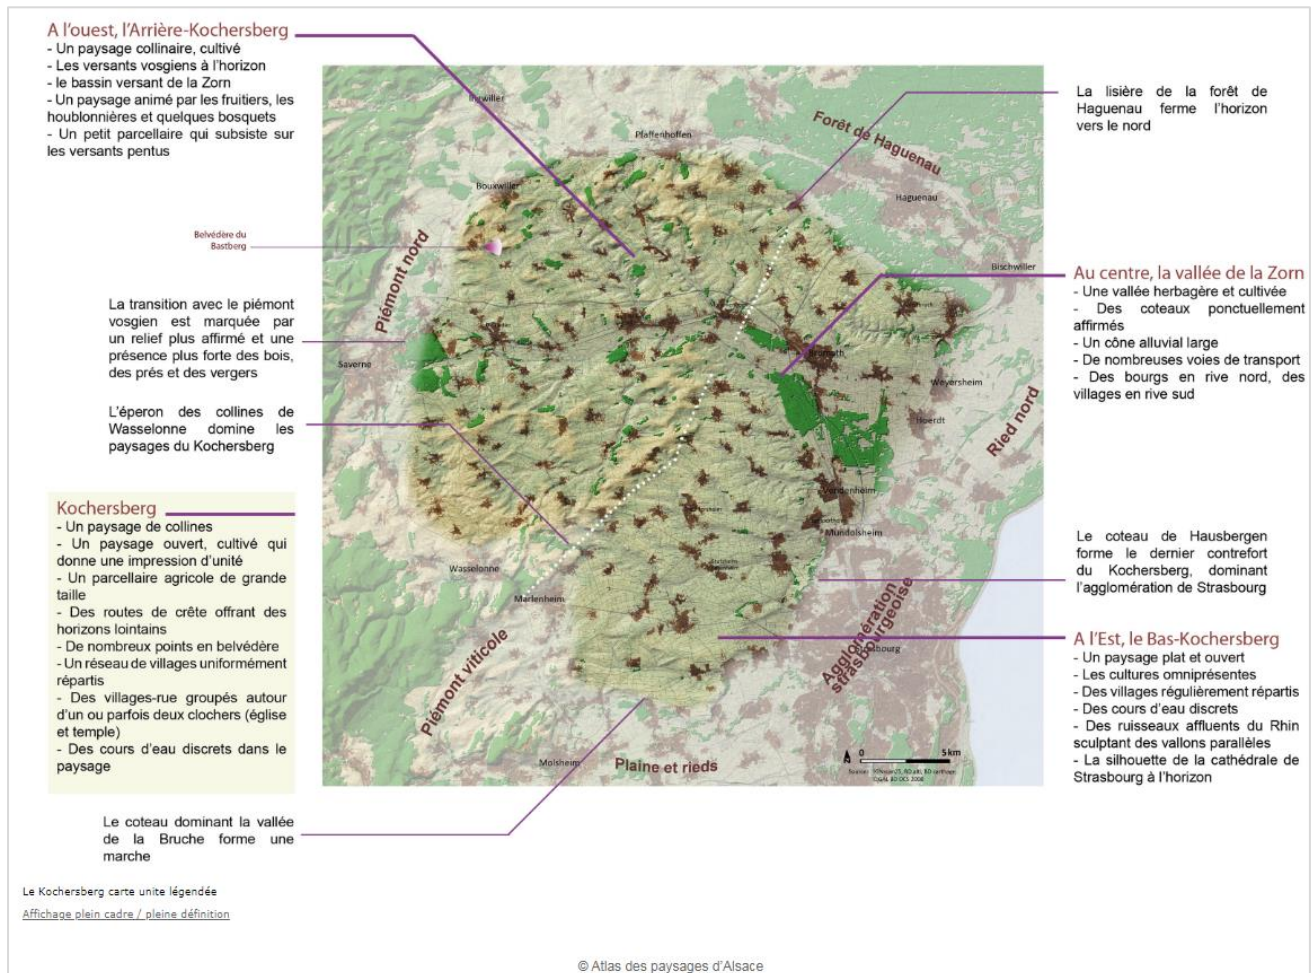 A l'ouest, l'Arrière-Kochersberg
- Un paysage collinaire, cultivé
- Les versants vosgiens à l'horizon
- le bassin versant de la Zorn
- Un paysage animé par les fruitiers, les
houblonnières et quelques bosquets
- Un petit parcellaire qui subsiste sur
les versants pentus
La lisière de la forêt de
Haguenau ferme l'horizon
vers le nord
Pfaffenhoffen
Forêt de Haguenau
Bouxwiller
Haguenau
Belvédère du
Bastberg
Piémont nord
Bischwiller
Au centre, la vallée de la Zorn
- Une vallée herbagère et cultivée
- Des coteaux ponctuellement
affirmés
- Un cône alluvial large
- De nombreuses voies de transport
- Des bourgs en rive nord, des
villages en rive sud
La transition avec le piémont
vosgien est marquée par
un relief plus affirmé et une
présence plus forte des bois,
des prés et des vergers
Saverne
Brumath
Weyersheim
Hoerdt
Ried nord
L'éperon des collines de
Wasselonne domine les
paysages du Kochersberg
Vendenheim
Mundolsheim
Kochersberg
- Un paysage de collines
- Un paysage ouvert, cultivé qui
donne une impression d'unité
- Un parcellaire agricole de grande
taille
- Des routes de crête offrant des
horizons lointains
- De nombreux points en belvédère
- Un réseau de villages uniformément
répartis
- Des villages-rue groupés autour
d'un ou parfois deux clochers (église
et temple)
- Des cours d'eau discrets dans le
paysage
Wasselonne
Marlenheim
Le coteau de Hausbergen
forme le dernier contrefort
du Kochersberg, dominant
l'agglomération de Strasbourg
Piémont viticole
Agglomération
strasbourgeoise
Strasbourg
A l'Est, le Bas-Kochersberg
- Un paysage plat et ouvert
- Les cultures omniprésentes
- Des villages régulièrement répartis
- Des cours d'eau discrets
- Des ruisseaux affluents du Rhin
sculptant des vallons parallèles
- La silhouette de la cathédrale de
Strasbourg à l'horizon
Molsheim
Plaine et rieds
0 5 km
Le coteau dominant la vallée
de la Bruche forme une
marche
Le Kochersberg carte unite légendée
Affichage plein cadre / pleine définition
© Atlas des paysages d'Alsace